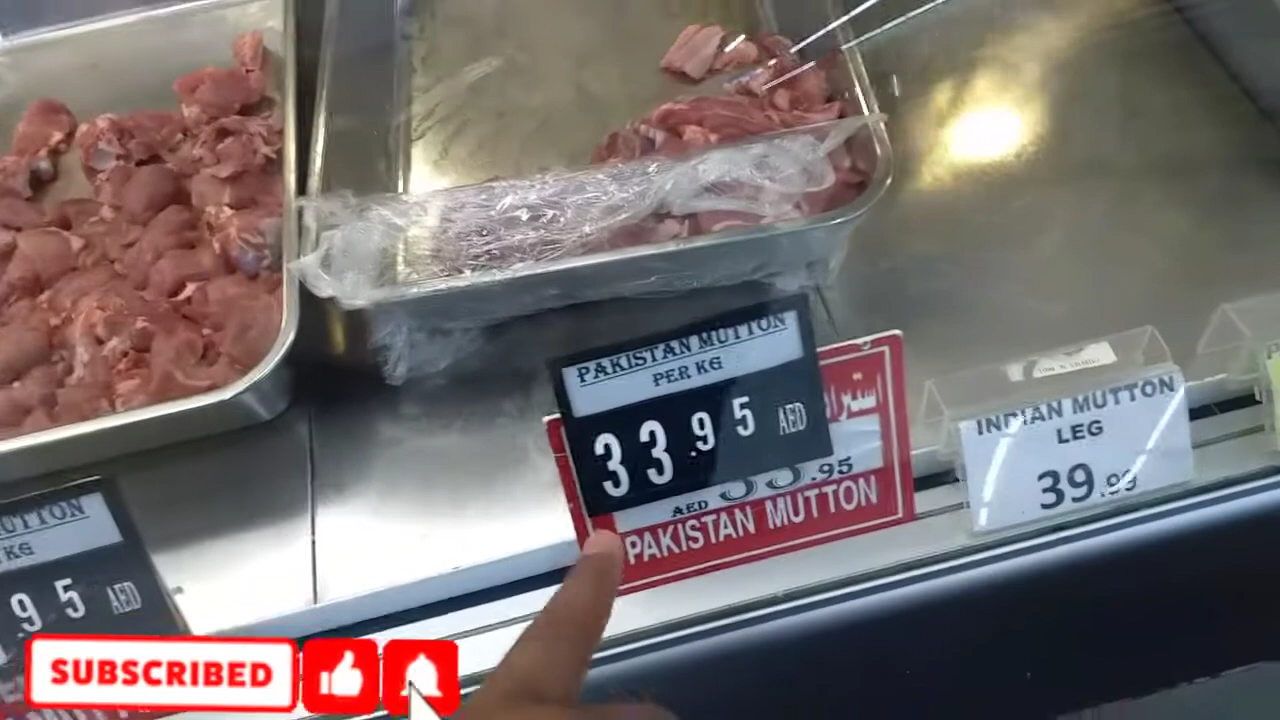 PAKISTAN MUTTON
PER KG
33.95 AED
AED .95
PAKISTAN MUTTON
INDIAN MUTTON
LEG
39.99
KG
95 AED
SUBSCRIBED